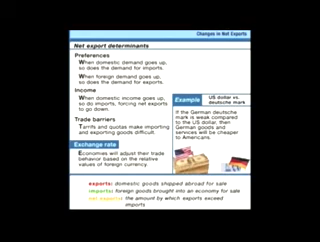 Changes in Net Exports
Net export determinants
Preferences
When domestic demand goes up,
so does the demand for imports.
When foreign demand goes up,
so does demand for exports.
Income
When domestic income goes up,
so do imports, forcing net exports
to go down.
Trade barriers
Tarrifs and quotas make importing
and exporting goods difficult.
Exchange rate
Economies will adjust their trade
behavior based on the relative
values of foreign currency.
Example
US dollar vs.
deutsche mark
If the German deutsche
mark is weak compared
to the US dollar, then
German goods and
services will be cheaper
to Americans
exports: domestic goods shipped abroad for sale
imports: foreign goods brought into an economy for sale
net exports: the amount by which exports exceed
imports